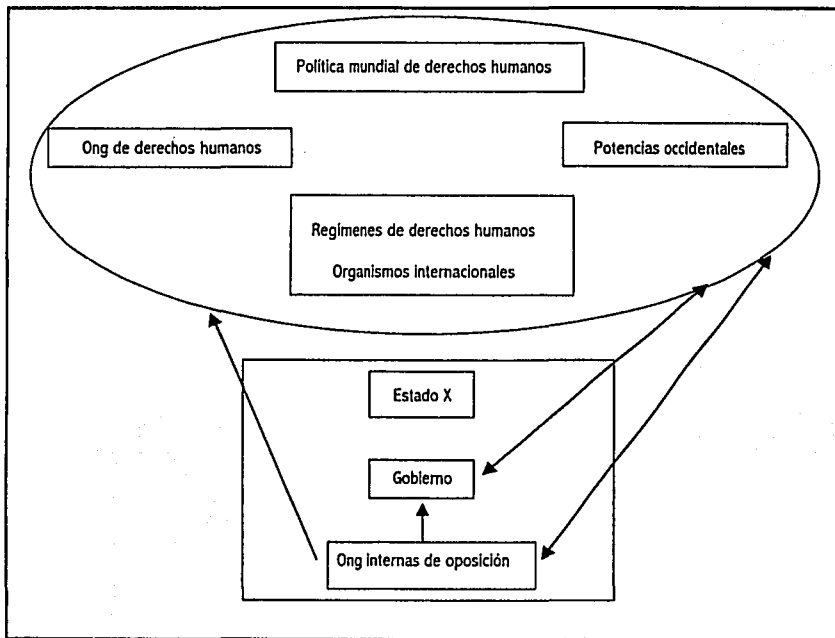 Política mundial de derechos humanos
Ong de derechos humanos
Potencias occidentales
Regímenes de derechos humanos
Organismos internacionales
Estado X
Gobierno
Ong internas de oposición